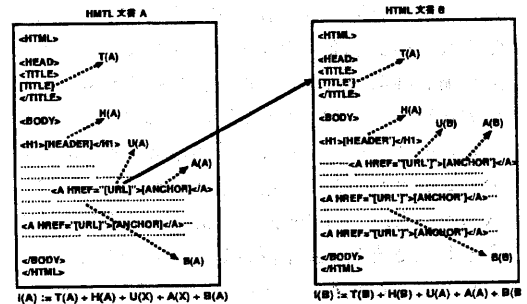 HMTL 文書 A
<HTML>
<HEAD>
<TITLE>
[TITLE]
</TITLE>
T(A)
<BODY>
H(A)
<H1>[HEADER]</H1>
U(A)
A(A)
<A HREF="[URL]">[ANCHOR]</A>
<A HREF="[URL]">[ANCHOR]</A>
B(A)
</BODY>
</HTML>
I(A) := T(A) + H(A) + U(X) + A(X) + B(A)
HTML 文書 B
<HTML>
<HEAD>
<TITLE>
[TITLE']
</TITLE>
T(A)
<BODY>
H(A)
<H1>[HEADER']</H1>
U(B)
A(B)
<A HREF="[URL']">[ANCHOR']</A>
<A HREF="[URL']">[ANCHOR']</A>
<A HREF="[URL']">[ANCHOR']</A>
B(B)
</BODY>
</HTML>
I(B) := T(B) + H(B) + U(A) + A(A) + B(B